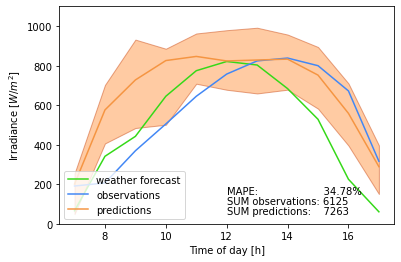 1000
800
600
400
200
0
Irradiance [W/m²]
weather forecast
observations
predictions
MAPE: 34.78%
SUM observations: 6125
SUM predictions: 7263
8 10 12 14 16
Time of day [h]